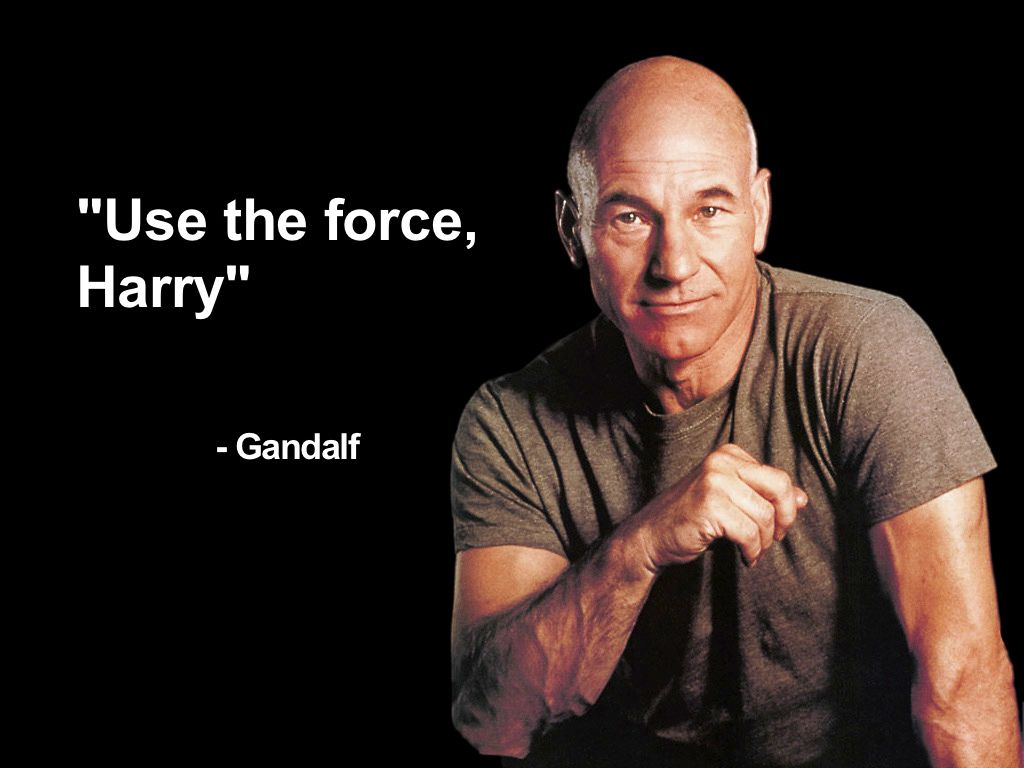 "Use the force,
Harry"
- Gandalf